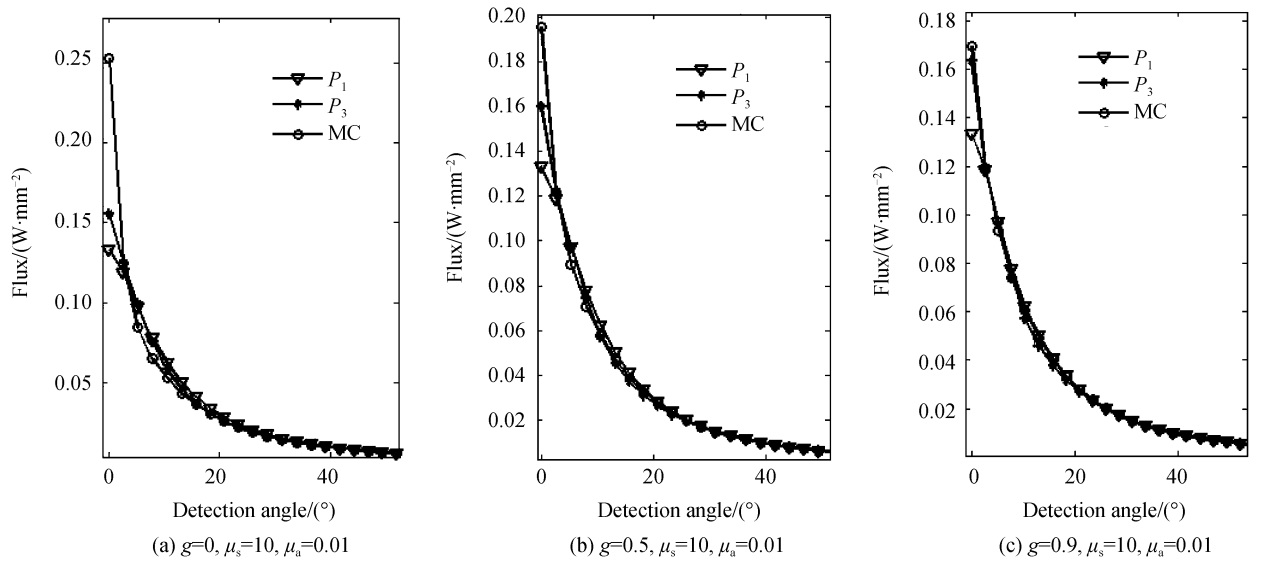 Flux/(W·mm⁻²)
0.25
0.20
0.15
0.10
0.05
P₁
P₃
MC
0 20 40
Detection angle/(°)
(a) g=0, μₛ=10, μₐ=0.01
Flux/(W·mm⁻²)
0.20
0.18
0.16
0.14
0.12
0.10
0.08
0.06
0.04
0.02
P₁
P₃
MC
0 20 40
Detection angle/(°)
(b) g=0.5, μₛ=10, μₐ=0.01
Flux/(W·mm⁻²)
0.18
0.16
0.14
0.12
0.10
0.08
0.06
0.04
0.02
P₁
P₃
MC
0 20 40
Detection angle/(°)
(c) g=0.9, μₛ=10, μₐ=0.01